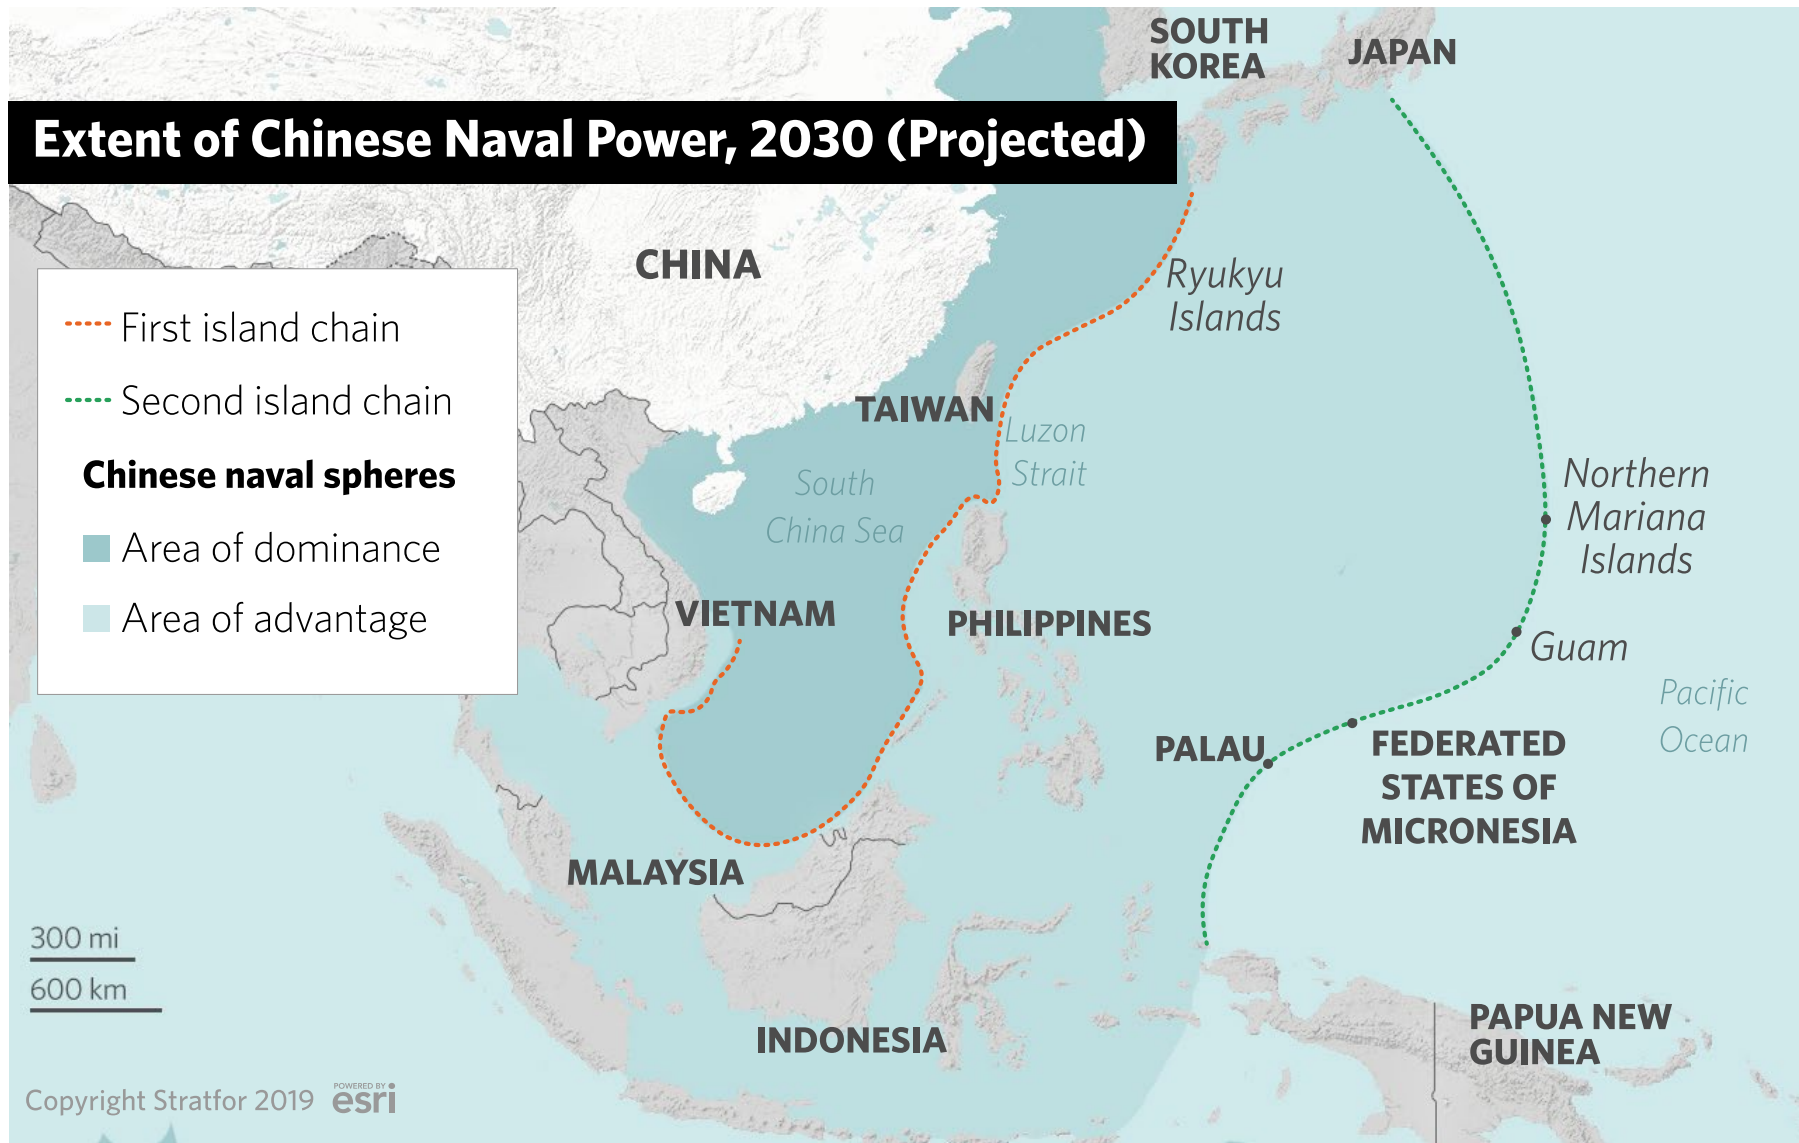 SOUTH
KOREA
JAPAN
Extent of Chinese Naval Power, 2030 (Projected)
CHINA
Ryukyu
Islands
First island chain
Second island chain
Chinese naval spheres
Area of dominance
Area of advantage
TAIWAN
Luzon
Strait
South
China Sea
Northern
Mariana
Islands
VIETNAM
PHILIPPINES
Guam
Pacific
Ocean
PALAU
FEDERATED
STATES OF
MICRONESIA
MALAYSIA
300 mi
600 km
INDONESIA
PAPUA NEW
GUINEA
Copyright Stratfor 2019
POWERED BY
esri